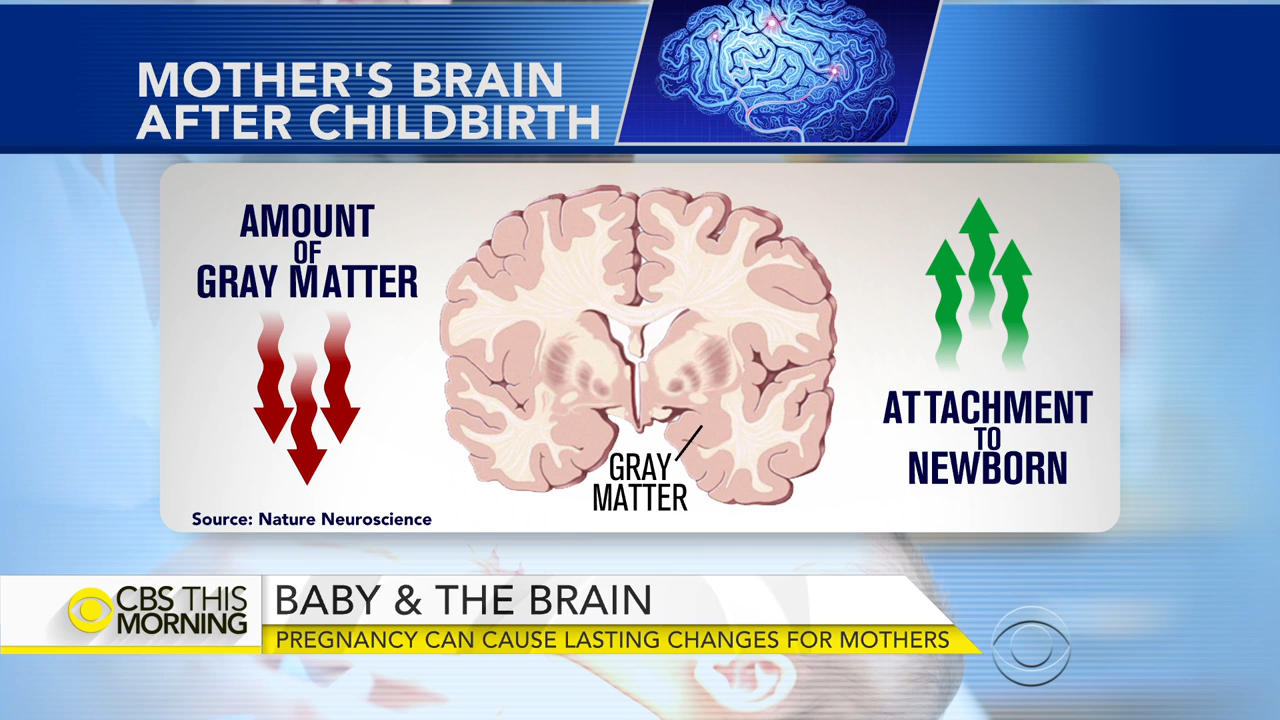 MOTHER'S BRAIN
AFTER CHILDBIRTH
AMOUNT
OF
GRAY MATTER
GRAY
MATTER
ATTACHMENT
TO
NEWBORN
Source: Nature Neuroscience
CBS THIS
MORNING
BABY & THE BRAIN
PREGNANCY CAN CAUSE LASTING CHANGES FOR MOTHERS